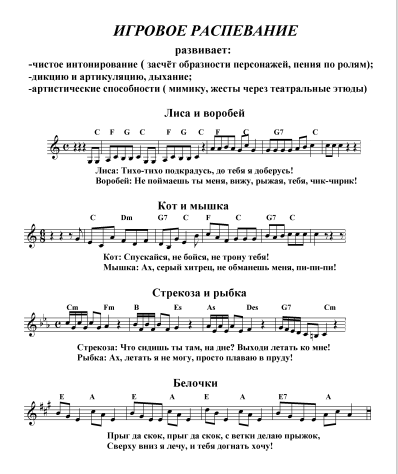 ИГРОВОЕ РАСПЕВАНИЕ
развивает:
-чистое интонирование ( засчёт образности персонажей, пения по ролям);
-дикцию и артикуляцию, дыхание;
-артистические способности ( мимику, жесты через театральные этюды)
Лиса и воробей
C F G C C F C G7 C
Лиса: Тихо-тихо подкрадусь, до тебя я доберусь!
Воробей: Не поймаешь ты меня, вижу, рыжая, тебя, чик-чирик!
Кот и мышка
C Dm G7 C F C G7 C
Кот: Спускайся, не бойся, не трону тебя!
Мышка: Ах, серый хитрец, не обманешь меня, пи-пи-пи!
Стрекоза и рыбка
Cm Fm B Es As Des G7 Cm
Стрекоза: Что сидишь ты там, на дне? Выходи летать ко мне!
Рыбка: Ах, летать я не могу, просто плаваю в пруду!
Белочки
E A E A E A E7 A
Прыг да скок, прыг да скок, с ветки делаю прыжок,
Сверху вниз я лечу, и тебя догнать хочу!